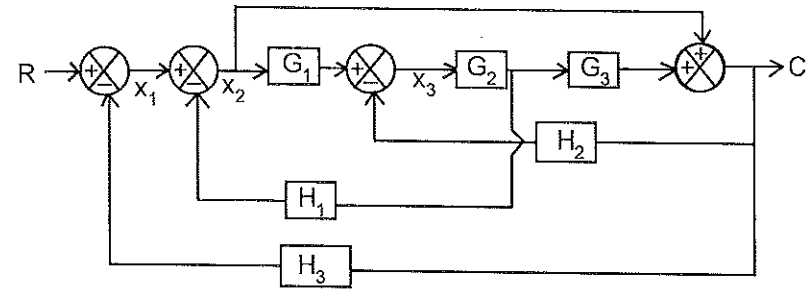 R + − x₁ + − x₂ G₁ + − x₃ G₂ G₃ + + C
H₂
H₁
H₃